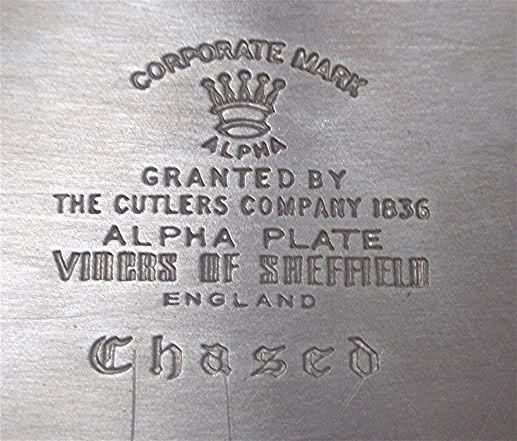 CORPORATE MARK
ALPHA
GRANTED BY
THE CUTLERS COMPANY 1836
ALPHA PLATE
VINERS OF SHEFFIELD
ENGLAND
Chased